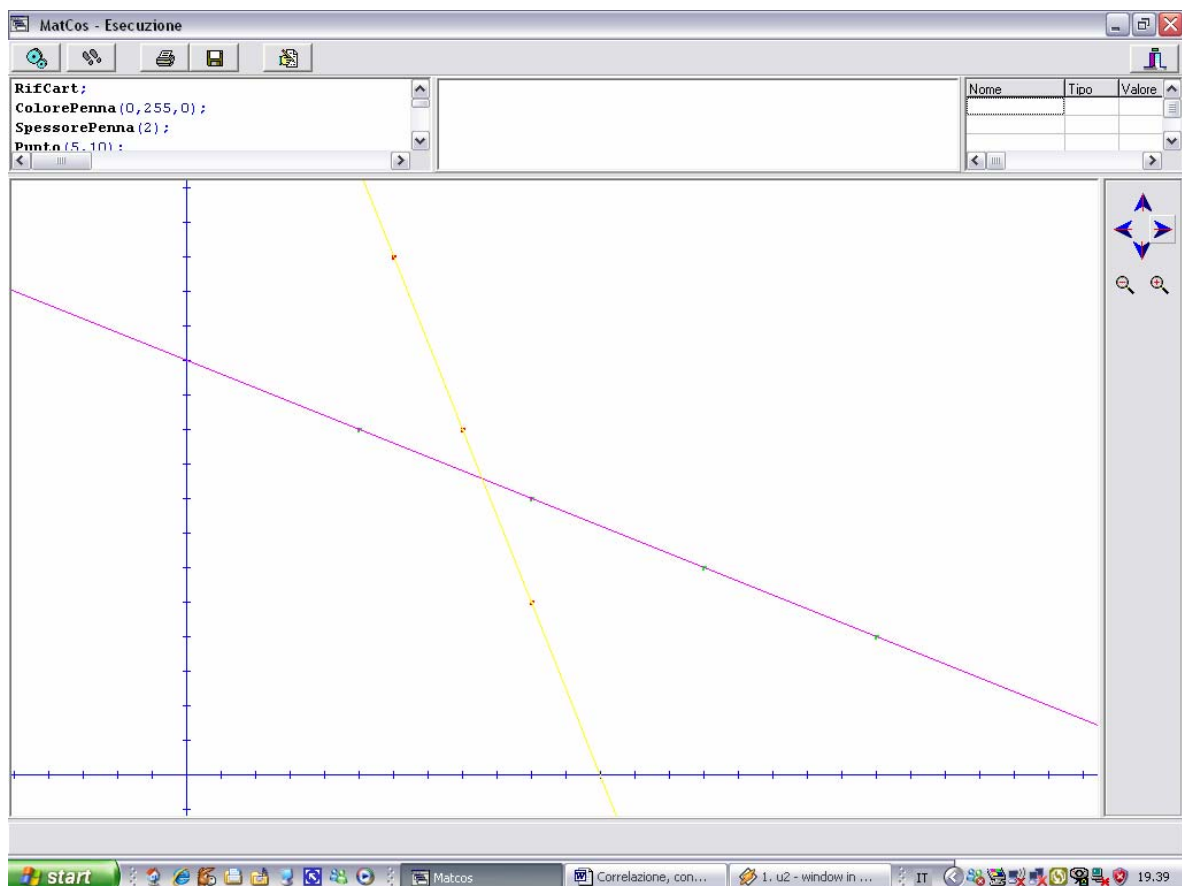 MatCos - Esecuzione
RifCart;
ColorePenna(0,255,0);
SpessorePenna(2);
Punto(5,10);
Nome Tipo Valore
start
Matcos
Correlazione, con...
1. u2 - window in ...
IT
19.39